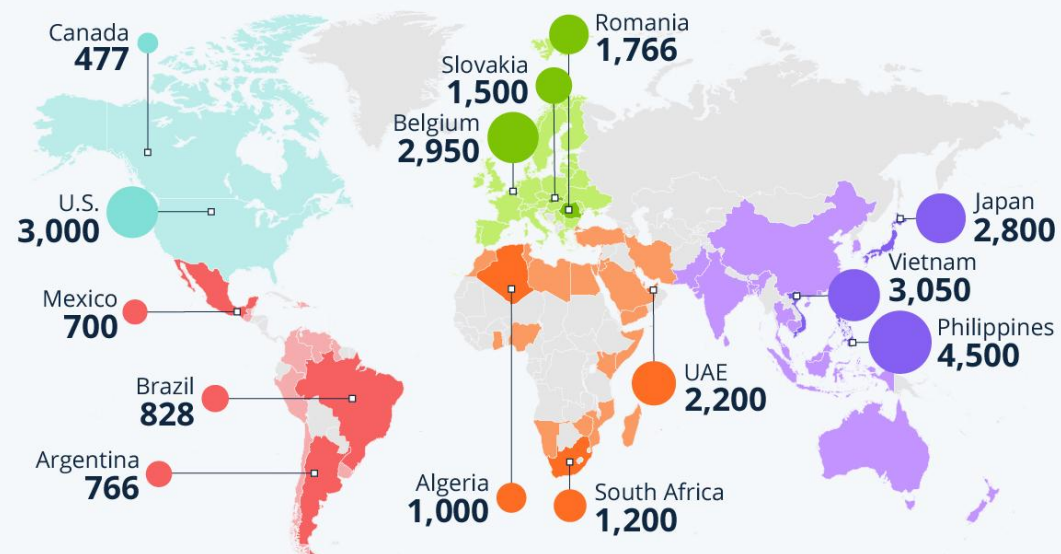 Canada
477
U.S.
3,000
Mexico
700
Brazil
828
Argentina
766
Romania
1,766
Slovakia
1,500
Belgium
2,950
Algeria
1,000
South Africa
1,200
UAE
2,200
Japan
2,800
Vietnam
3,050
Philippines
4,500